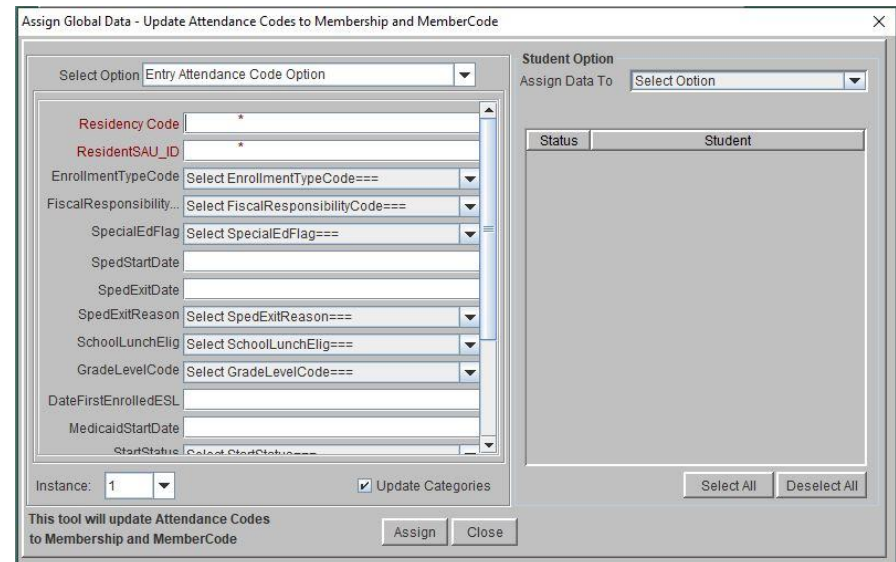 Assign Global Data - Update Attendance Codes to Membership and MemberCode
Select Option Entry Attendance Code Option
Residency Code *
ResidentSAU_ID *
EnrollmentTypeCode Select EnrollmentTypeCode===
FiscalResponsibility... Select FiscalResponsibilityCode===
SpecialEdFlag Select SpecialEdFlag===
SpedStartDate
SpedExitDate
SpedExitReason Select SpedExitReason===
SchoolLunchElig Select SchoolLunchElig===
GradeLevelCode Select GradeLevelCode===
DateFirstEnrolledESL
MedicaidStartDate
StartStatus Select StartStatus===
Instance: 1 Update Categories
This tool will update Attendance Codes
to Membership and MemberCode
Assign Close
Student Option
Assign Data To Select Option
Status Student
Select All Deselect All